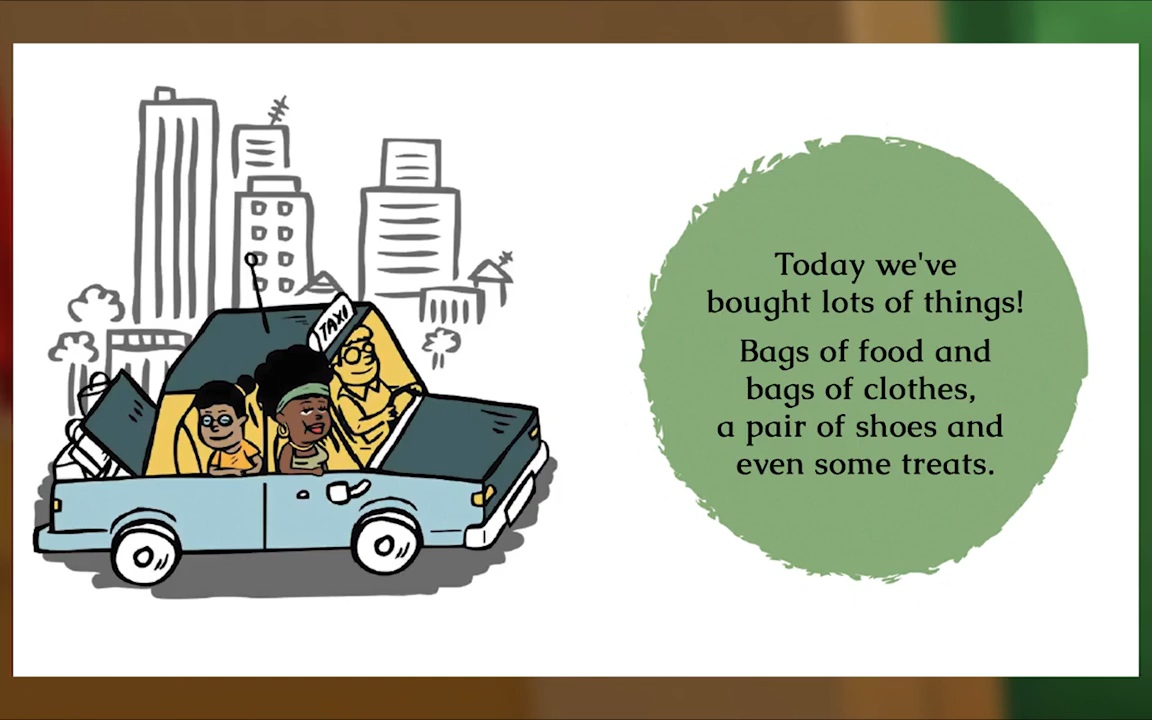 TAXI
Today we've
bought lots of things!
Bags of food and
bags of clothes,
a pair of shoes and
even some treats.